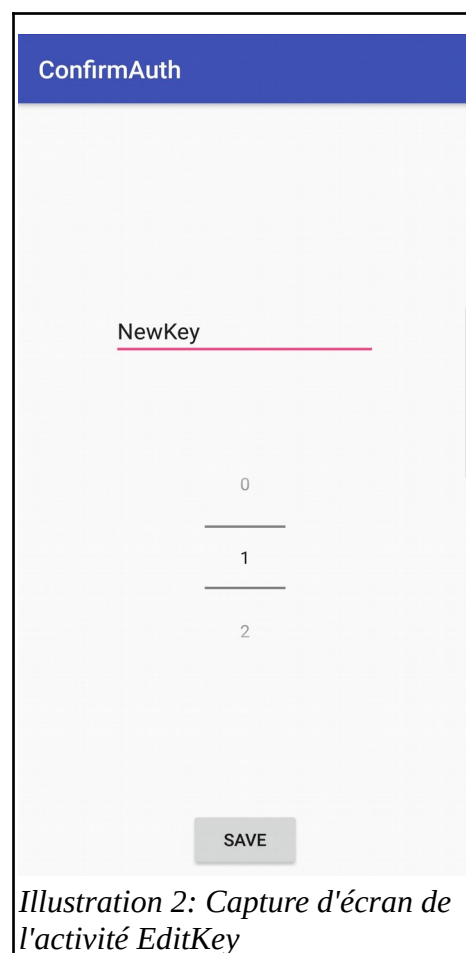 ConfirmAuth
NewKey
0
1
2
SAVE
Illustration 2: Capture d'écran de
l'activité EditKey